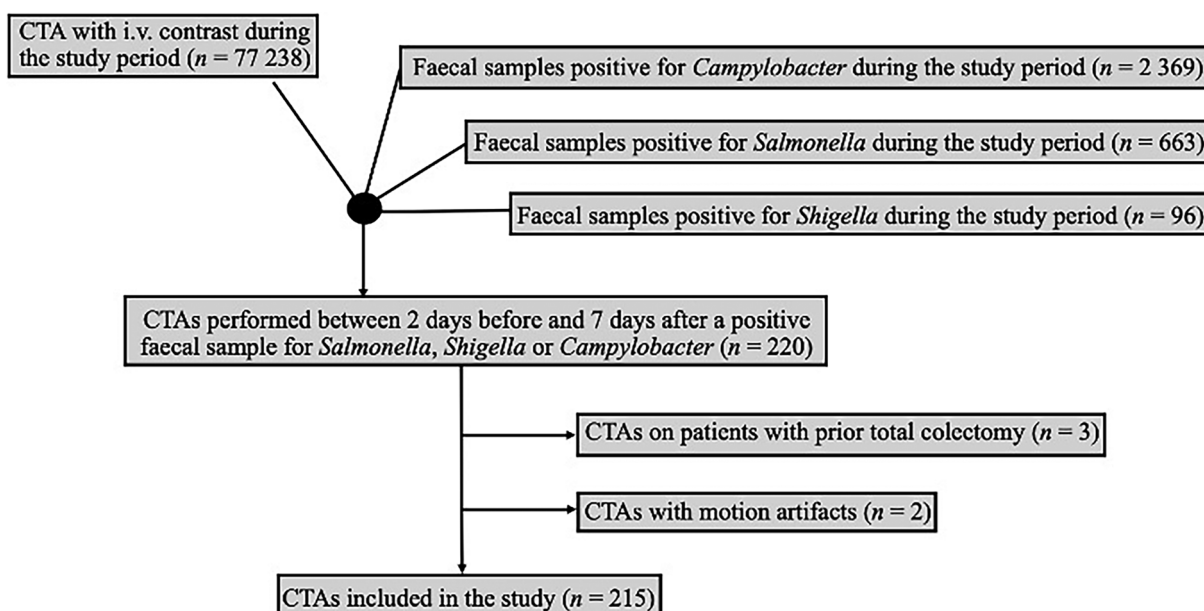 CTA with i.v. contrast during
the study period (n = 77 238)
Faecal samples positive for Campylobacter during the study period (n = 2 369)
Faecal samples positive for Salmonella during the study period (n = 663)
Faecal samples positive for Shigella during the study period (n = 96)
CTAs performed between 2 days before and 7 days after a positive
faecal sample for Salmonella, Shigella or Campylobacter (n = 220)
CTAs on patients with prior total colectomy (n = 3)
CTAs with motion artifacts (n = 2)
CTAs included in the study (n = 215)